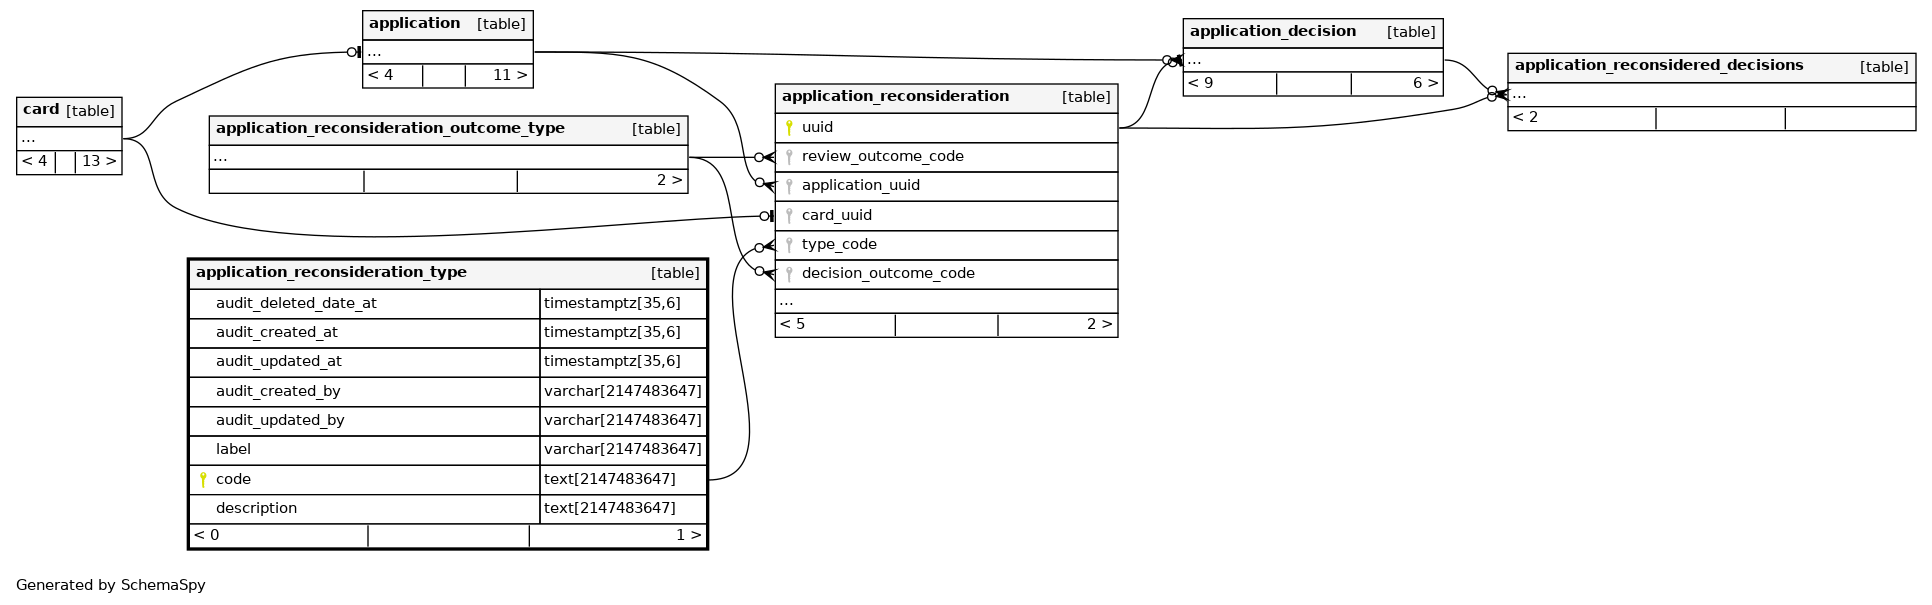 application [table]
...
< 4 11 >
application_decision [table]
...
< 9 6 >
application_reconsidered_decisions [table]
...
< 2
card [table]
...
< 4 13 >
application_reconsideration_outcome_type [table]
...
2 >
application_reconsideration [table]
uuid
review_outcome_code
application_uuid
card_uuid
type_code
decision_outcome_code
...
< 5 2 >
application_reconsideration_type [table]
audit_deleted_date_at timestamptz[35,6]
audit_created_at timestamptz[35,6]
audit_updated_at timestamptz[35,6]
audit_created_by varchar[2147483647]
audit_updated_by varchar[2147483647]
label varchar[2147483647]
code text[2147483647]
description text[2147483647]
< 0 1 >
Generated by SchemaSpy